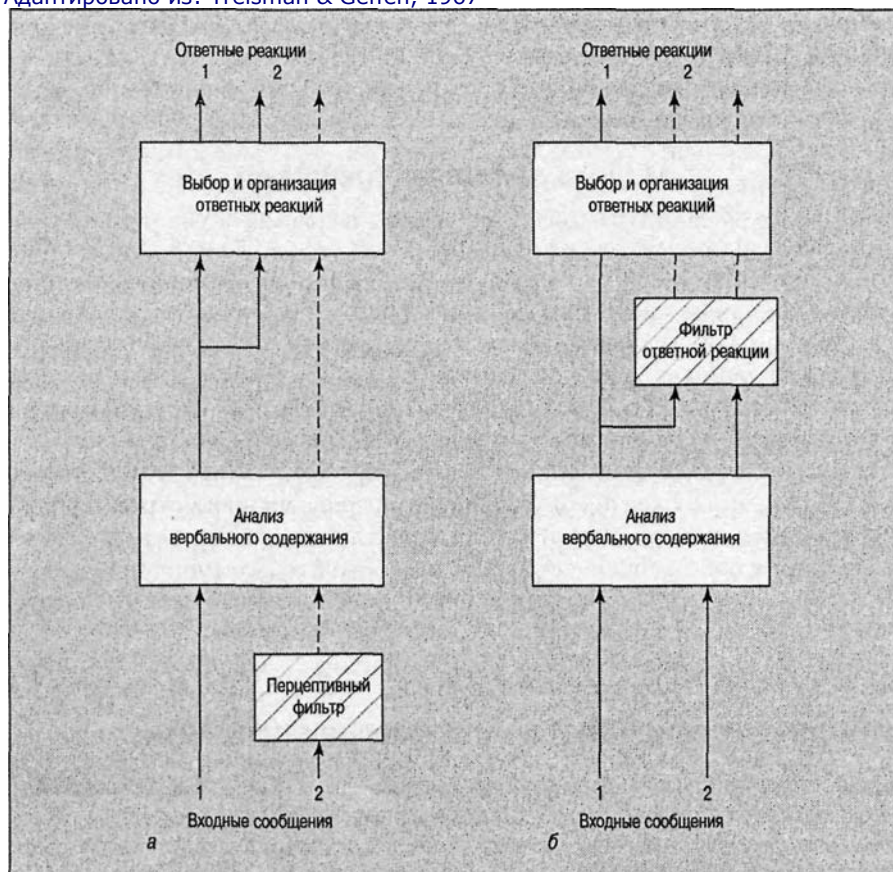 Адаптировано из: Treisman & Geffen, 1967
Ответные реакции
1 2
Выбор и организация
ответных реакций
Анализ
вербального содержания
Перцептивный
фильтр
1 2
Входные сообщения
а
Ответные реакции
1 2
Выбор и организация
ответных реакций
Фильтр
ответной реакции
Анализ
вербального содержания
1 2
Входные сообщения
б